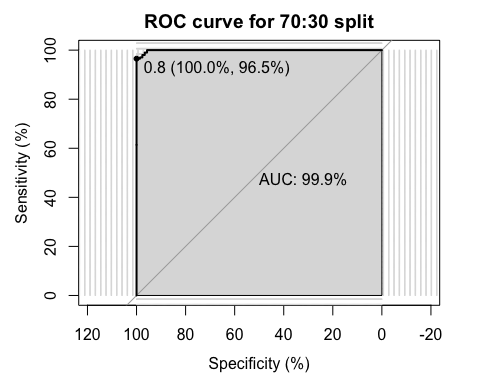 ROC curve for 70:30 split
Sensitivity (%)
100
80
60
40
20
0
0.8 (100.0%, 96.5%)
AUC: 99.9%
120 100 80 60 40 20 0 -20
Specificity (%)